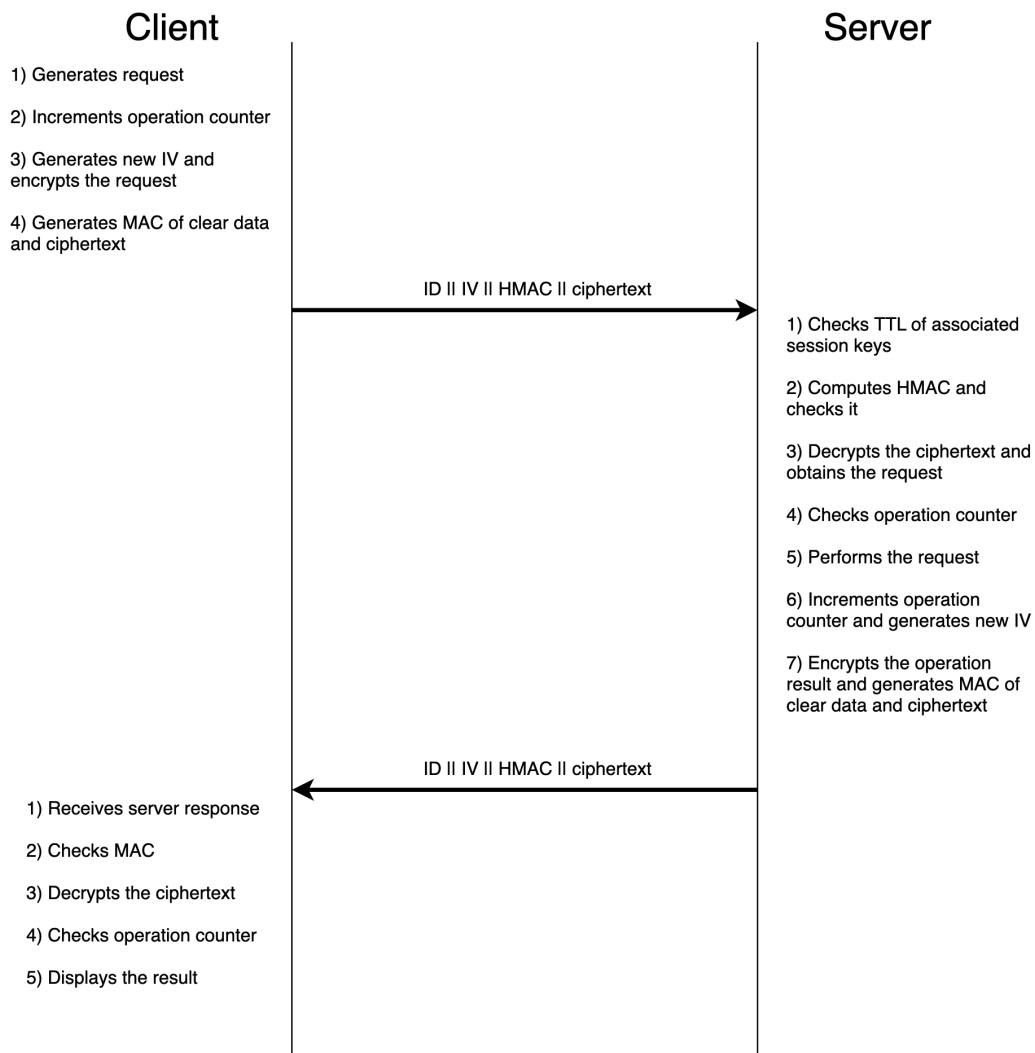 Client
Server
1) Generates request
2) Increments operation counter
3) Generates new IV and
encrypts the request
4) Generates MAC of clear data
and ciphertext
ID || IV || HMAC || ciphertext
1) Checks TTL of associated
session keys
2) Computes HMAC and
checks it
3) Decrypts the ciphertext and
obtains the request
4) Checks operation counter
5) Performs the request
6) Increments operation
counter and generates new IV
7) Encrypts the operation
result and generates MAC of
clear data and ciphertext
ID || IV || HMAC || ciphertext
1) Receives server response
2) Checks MAC
3) Decrypts the ciphertext
4) Checks operation counter
5) Displays the result